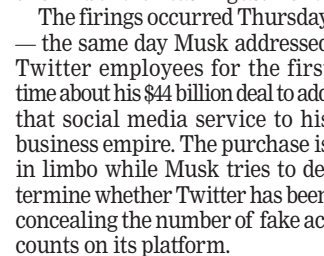 The firings occurred Thursday
— the same day Musk addressed
Twitter employees for the first
time about his $44 billion deal to add
that social media service to his
business empire. The purchase is
in limbo while Musk tries to de
termine whether Twitter has been
concealing the number of fake ac
counts on its platform.